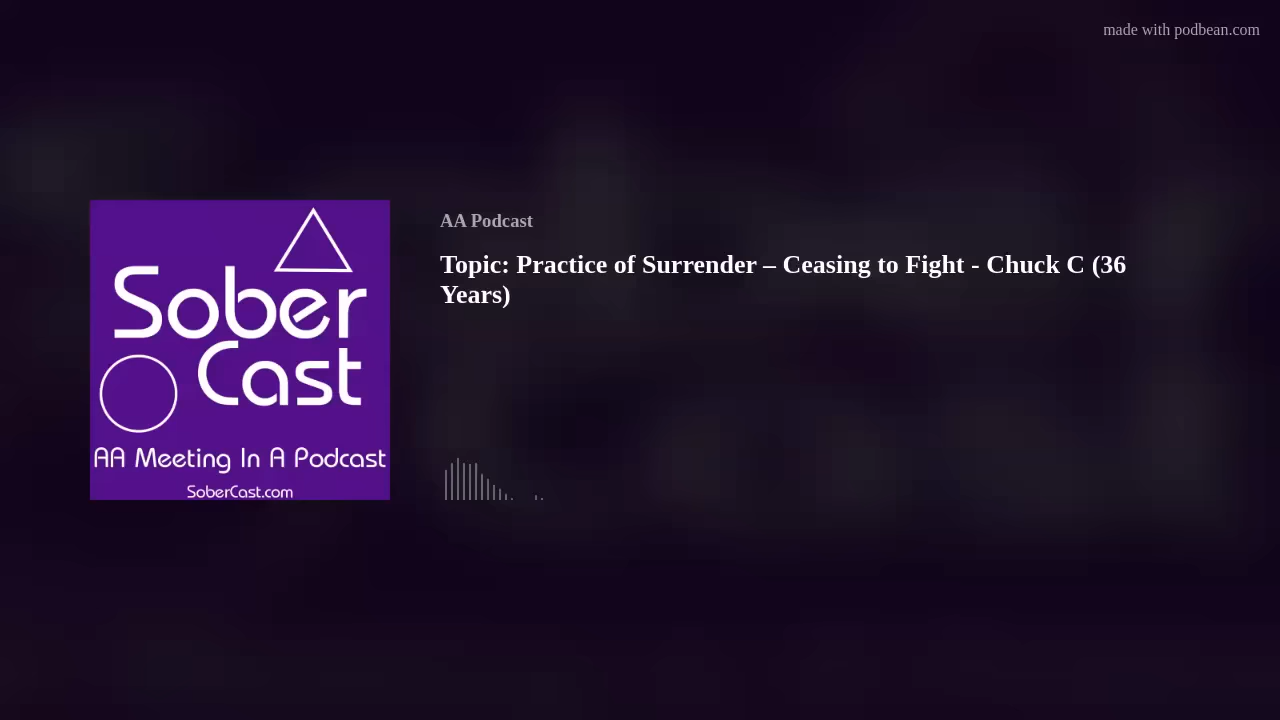 made with podbean.com
Sober
Cast
AA Meeting In A Podcast
SoberCast.com
AA Podcast
Topic: Practice of Surrender – Ceasing to Fight - Chuck C (36
Years)